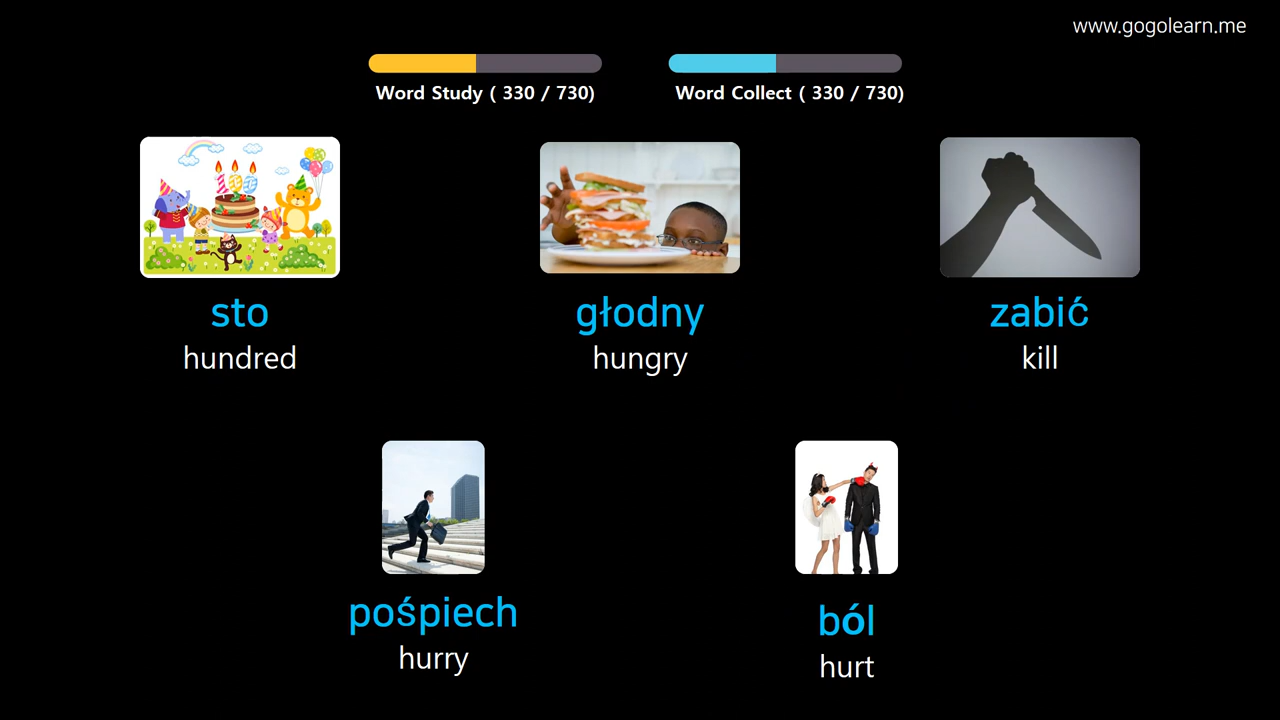 www.gogolearn.me
Word Study ( 330 / 730)
Word Collect ( 330 / 730)
100
sto
hundred
głodny
hungry
zabić
kill
pośpiech
hurry
ból
hurt